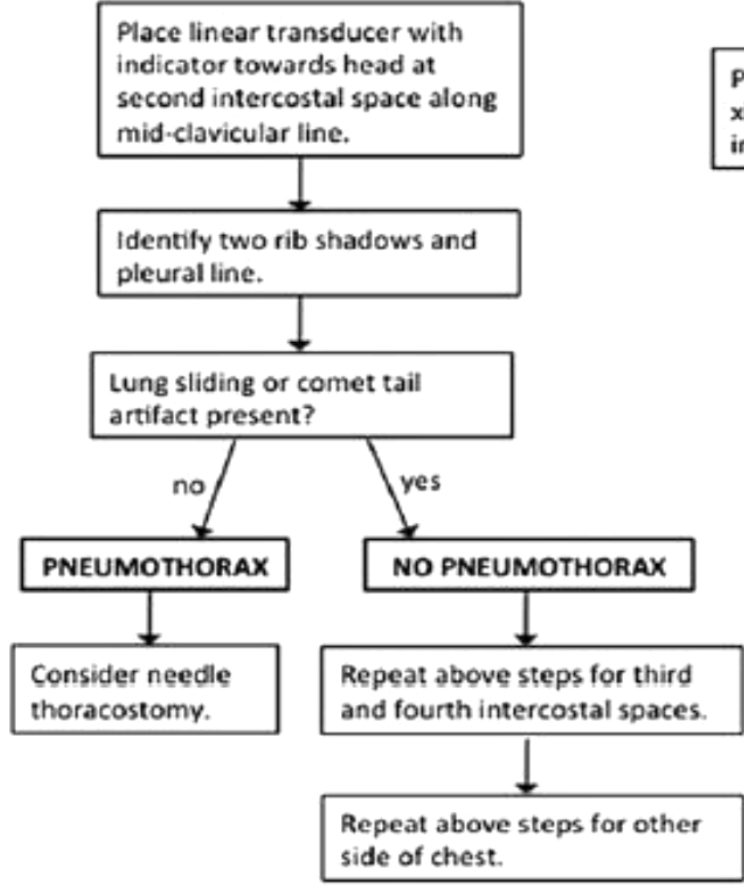 Place linear transducer with
indicator towards head at
second intercostal space along
mid-clavicular line.
Identify two rib shadows and
pleural line.
Lung sliding or comet tail
artifact present?
no
yes
PNEUMOTHORAX
NO PNEUMOTHORAX
Consider needle
thoracostomy.
Repeat above steps for third
and fourth intercostal spaces.
Repeat above steps for other
side of chest.